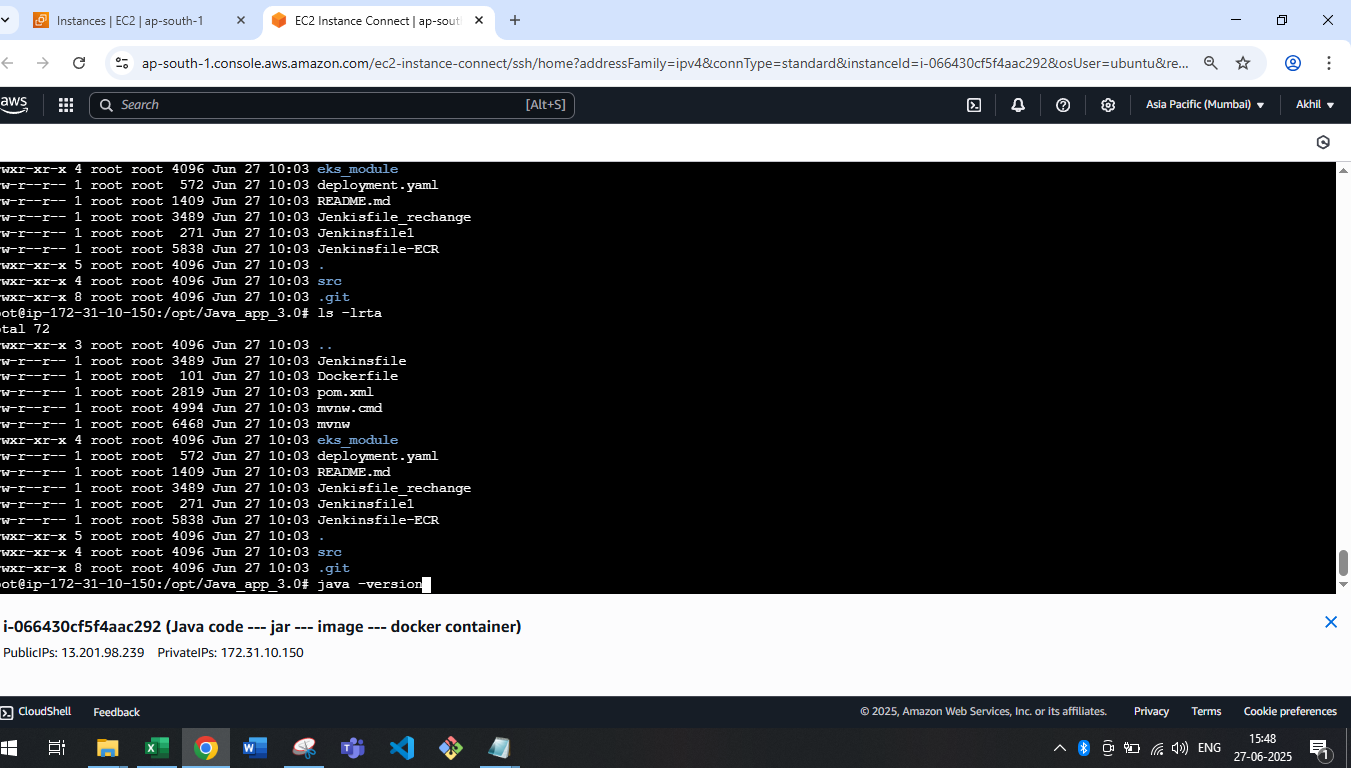 Instances | EC2 | ap-south-1
EC2 Instance Connect | ap-sout
ap-south-1.console.aws.amazon.com/ec2-instance-connect/ssh/home?addressFamily=ipv4&connType=standard&instanceId=i-066430cf5f4aac292&osUser=ubuntu&re...
aws Search [Alt+S] Asia Pacific (Mumbai) Akhil
wxr-xr-x 4 root root 4096 Jun 27 10:03 eks_module
w-r--r-- 1 root root  572 Jun 27 10:03 deployment.yaml
w-r--r-- 1 root root 1409 Jun 27 10:03 README.md
w-r--r-- 1 root root 3489 Jun 27 10:03 Jenkisfile_rechange
w-r--r-- 1 root root  271 Jun 27 10:03 Jenkinsfile1
w-r--r-- 1 root root 5838 Jun 27 10:03 Jenkinsfile-ECR
wxr-xr-x 5 root root 4096 Jun 27 10:03 .
wxr-xr-x 4 root root 4096 Jun 27 10:03 src
wxr-xr-x 8 root root 4096 Jun 27 10:03 .git
ot@ip-172-31-10-150:/opt/Java_app_3.0# ls -lrta
tal 72
wxr-xr-x 3 root root 4096 Jun 27 10:03 ..
w-r--r-- 1 root root 3489 Jun 27 10:03 Jenkinsfile
w-r--r-- 1 root root  101 Jun 27 10:03 Dockerfile
w-r--r-- 1 root root 2819 Jun 27 10:03 pom.xml
w-r--r-- 1 root root 4994 Jun 27 10:03 mvnw.cmd
w-r--r-- 1 root root 6468 Jun 27 10:03 mvnw
wxr-xr-x 4 root root 4096 Jun 27 10:03 eks_module
w-r--r-- 1 root root  572 Jun 27 10:03 deployment.yaml
w-r--r-- 1 root root 1409 Jun 27 10:03 README.md
w-r--r-- 1 root root 3489 Jun 27 10:03 Jenkisfile_rechange
w-r--r-- 1 root root  271 Jun 27 10:03 Jenkinsfile1
w-r--r-- 1 root root 5838 Jun 27 10:03 Jenkinsfile-ECR
wxr-xr-x 5 root root 4096 Jun 27 10:03 .
wxr-xr-x 4 root root 4096 Jun 27 10:03 src
wxr-xr-x 8 root root 4096 Jun 27 10:03 .git
ot@ip-172-31-10-150:/opt/Java_app_3.0# java -version
i-066430cf5f4aac292 (Java code --- jar --- image --- docker container)
PublicIPs: 13.201.98.239 PrivateIPs: 172.31.10.150
CloudShell Feedback © 2025, Amazon Web Services, Inc. or its affiliates. Privacy Terms Cookie preferences
ENG 15:48
27-06-2025 1